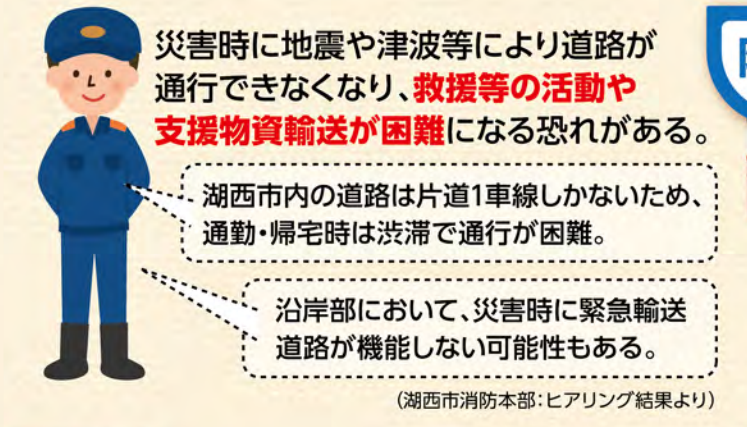 災害時に地震や津波等により道路が
通行できなくなり、救援等の活動や
支援物資輸送が困難になる恐れがある。
湖西市内の道路は片道1車線しかないため、
通勤・帰宅時は渋滞で通行が困難。
沿岸部において、災害時に緊急輸送
道路が機能しない可能性もある。
(湖西市消防本部:ヒアリング結果より)